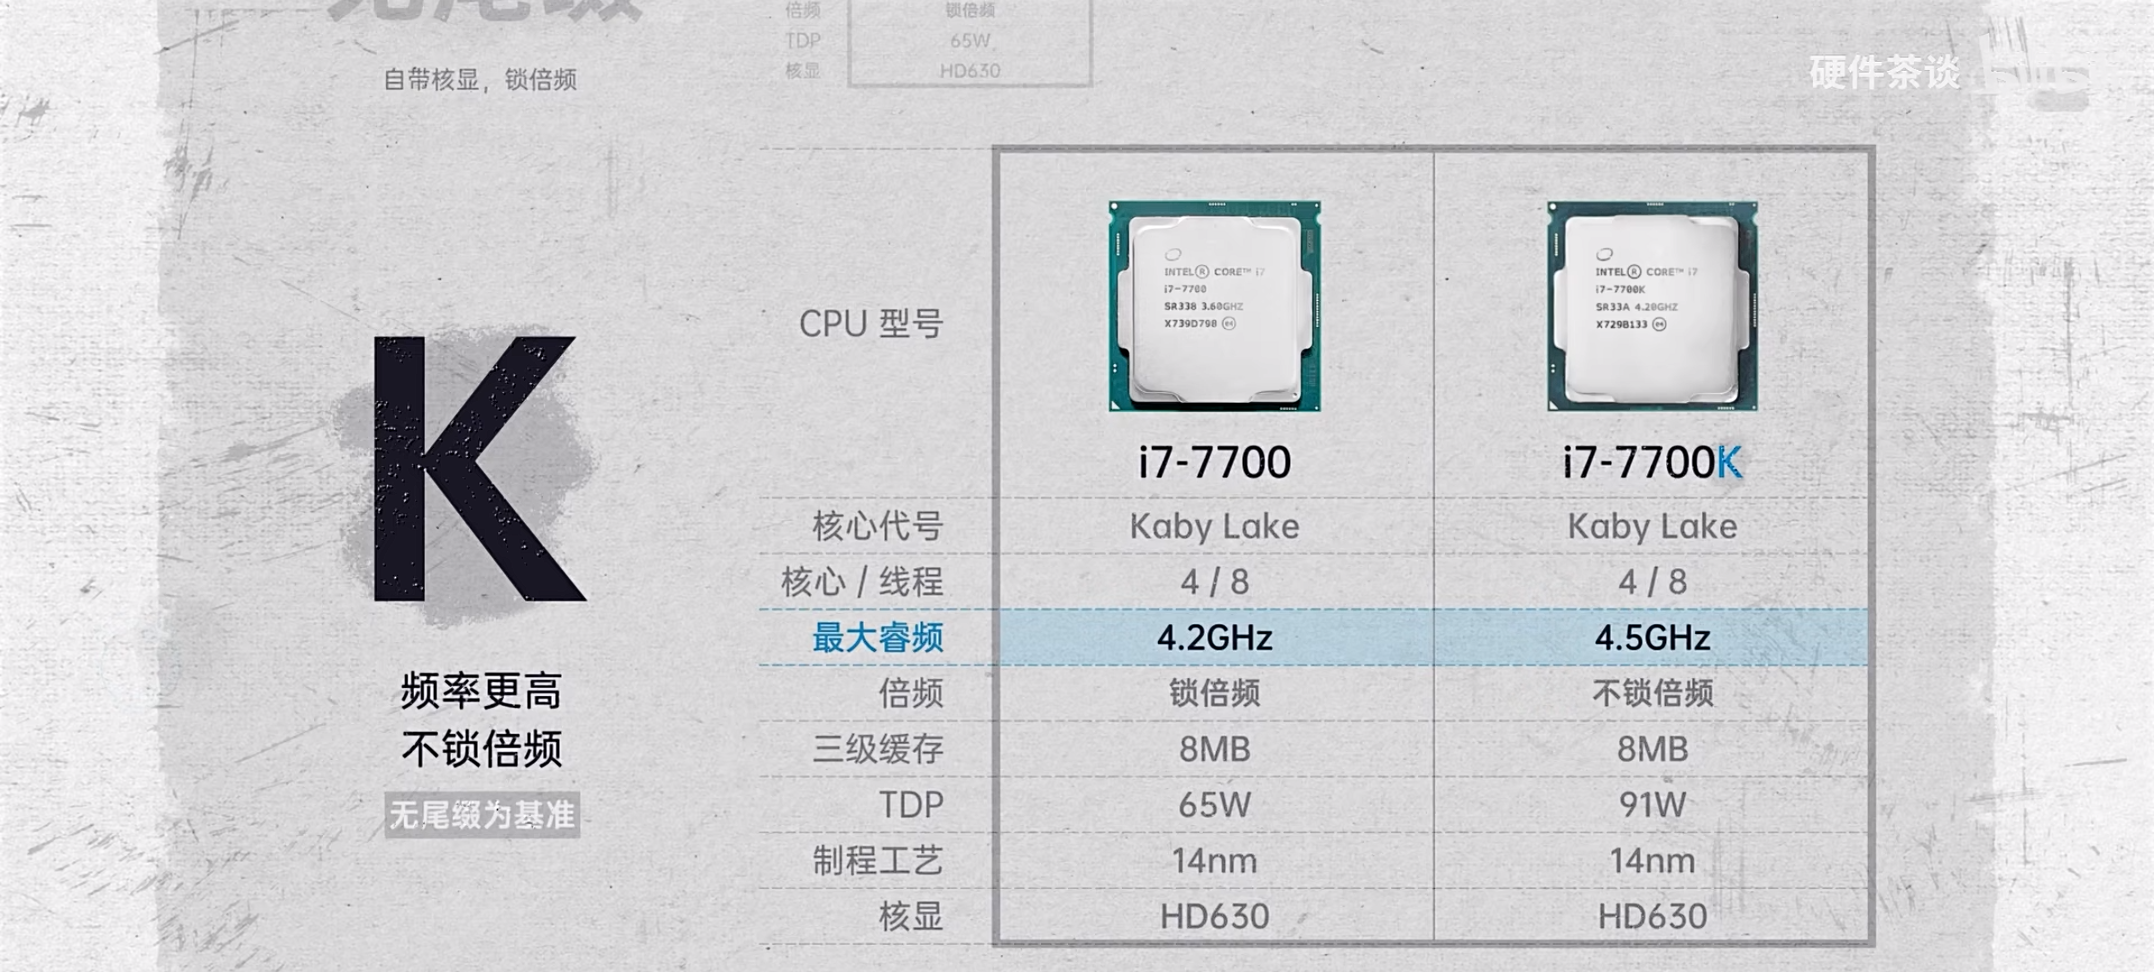 无尾缀
自带核显，锁倍频
倍频 锁倍频
TDP 65W
核显 HD630
硬件茶谈
K
频率更高
不锁倍频
无尾缀为基准
CPU 型号
INTEL® CORE™ i7
i7-7700
SR338 3.60GHZ
X739D798 e4
INTEL® CORE™ i7
i7-7700K
SR33A 4.20GHZ
X729B133 e4
i7-7700 i7-7700K
核心代号 Kaby Lake Kaby Lake
核心 / 线程 4 / 8 4 / 8
最大睿频 4.2GHz 4.5GHz
倍频 锁倍频 不锁倍频
三级缓存 8MB 8MB
TDP 65W 91W
制程工艺 14nm 14nm
核显 HD630 HD630